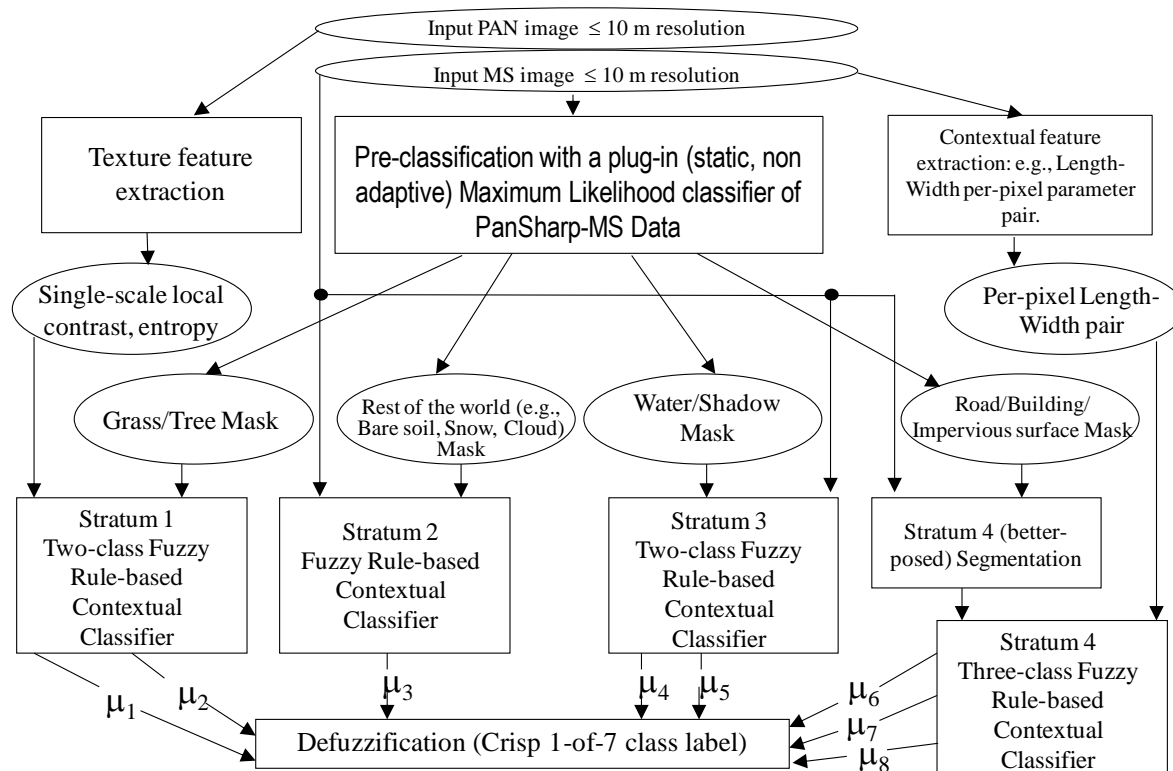 Input PAN image ≤ 10 m resolution
Input MS image ≤ 10 m resolution
Texture feature
extraction
Pre-classification with a plug-in (static, non
adaptive) Maximum Likelihood classifier of
PanSharp-MS Data
Contextual feature
extraction: e.g., Length-
Width per-pixel parameter
pair.
Single-scale local
contrast, entropy
Per-pixel Length-
Width pair
Grass/Tree Mask
Rest of the world (e.g.,
Bare soil, Snow, Cloud)
Mask
Water/Shadow
Mask
Road/Building/
Impervious surface Mask
Stratum 1
Two-class Fuzzy
Rule-based
Contextual
Classifier
Stratum 2
Fuzzy Rule-based
Contextual
Classifier
Stratum 3
Two-class Fuzzy
Rule-based
Contextual
Classifier
Stratum 4 (better-
posed) Segmentation
Stratum 4
Three-class Fuzzy
Rule-based
Contextual
Classifier
μ1
μ2
μ3
μ4
μ5
μ6
μ7
μ8
Defuzzification (Crisp 1-of-7 class label)